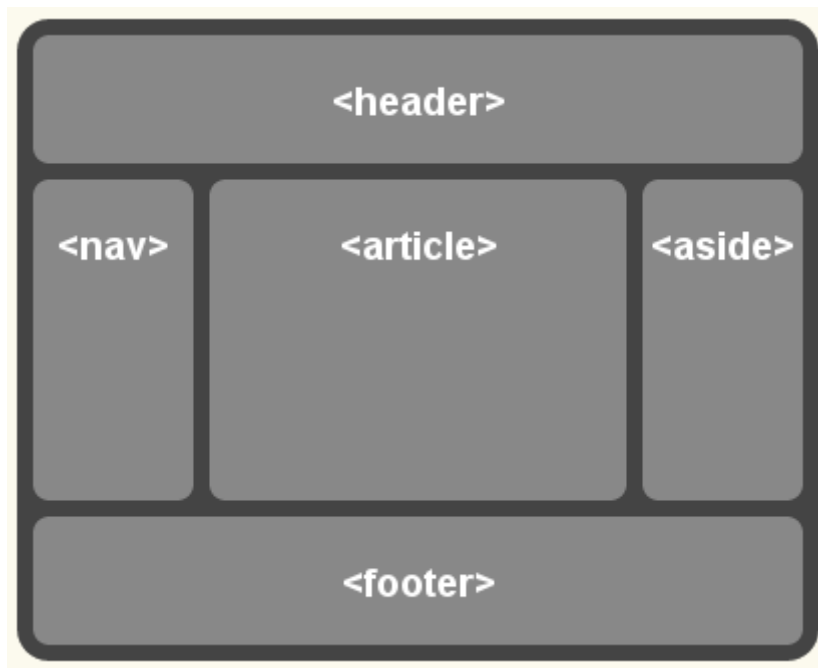 <header>
<nav>
<article>
<aside>
<footer>